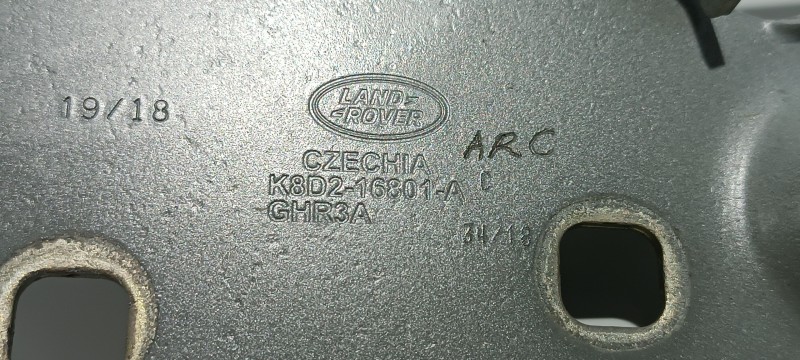 19/18
LAND
ROVER
ARC
CZECHIA
K8D2-16801-A C
GHR3A
34/18